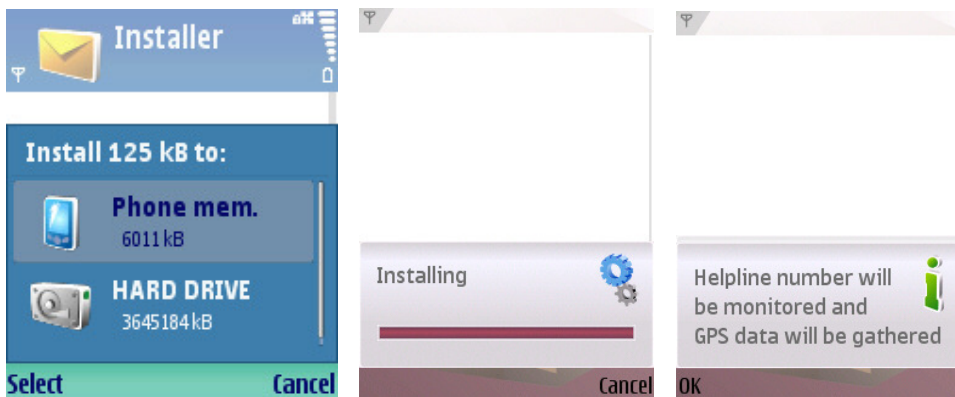 Installer
Install 125 kB to:
Phone mem.
6011 kB
HARD DRIVE
3645184 kB
Select Cancel
Installing
Cancel
Helpline number will
be monitored and
GPS data will be gathered
OK